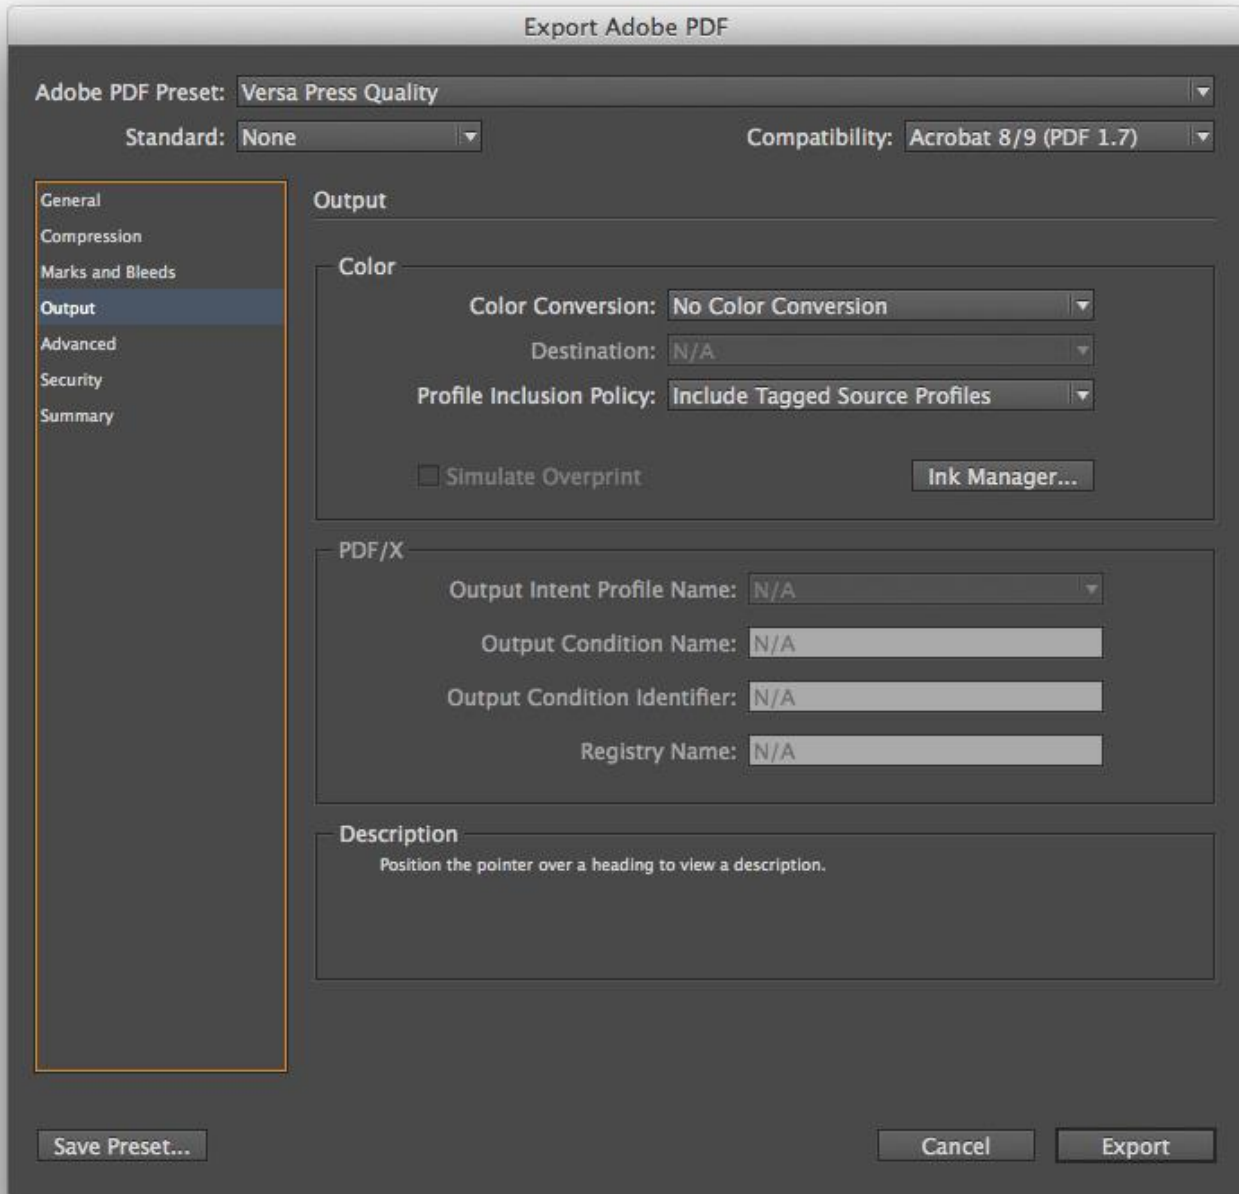 Export Adobe PDF
Adobe PDF Preset: Versa Press Quality
Standard: None Compatibility: Acrobat 8/9 (PDF 1.7)
General
Compression
Marks and Bleeds
Output
Advanced
Security
Summary
Output
Color
Color Conversion: No Color Conversion
Destination: N/A
Profile Inclusion Policy: Include Tagged Source Profiles
Simulate Overprint Ink Manager...
PDF/X
Output Intent Profile Name: N/A
Output Condition Name: N/A
Output Condition Identifier: N/A
Registry Name: N/A
Description
Position the pointer over a heading to view a description.
Save Preset... Cancel Export